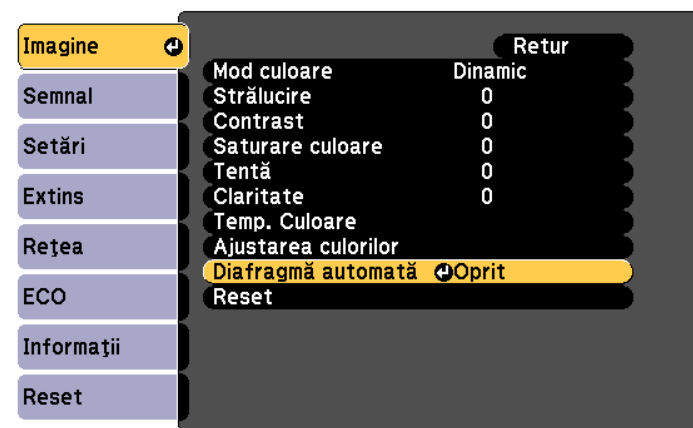 Imagine
Semnal
Setări
Extins
Reţea
ECO
Informaţii
Reset
Retur
Mod culoare Dinamic
Strălucire 0
Contrast 0
Saturare culoare 0
Tentă 0
Claritate 0
Temp. Culoare
Ajustarea culorilor
Diafragmă automată Oprit
Reset